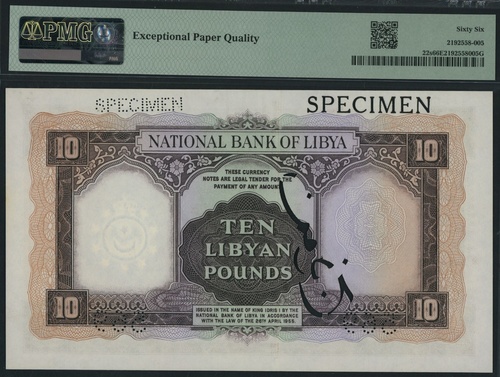 PMG
Exceptional Paper Quality
Sixty Six
2192558-005
22s66E2192558005G
SPECIMEN
SPECIMEN
NATIONAL BANK OF LIBYA
10
10
THESE CURRENCY
NOTES ARE LEGAL TENDER FOR THE
PAYMENT OF ANY AMOUNT
TEN
LIBYAN
POUNDS
10
10
ISSUED IN THE NAME OF KING IDRIS I BY THE
NATIONAL BANK OF LIBYA IN ACCORDANCE
WITH THE LAW OF THE 26TH APRIL 1955.